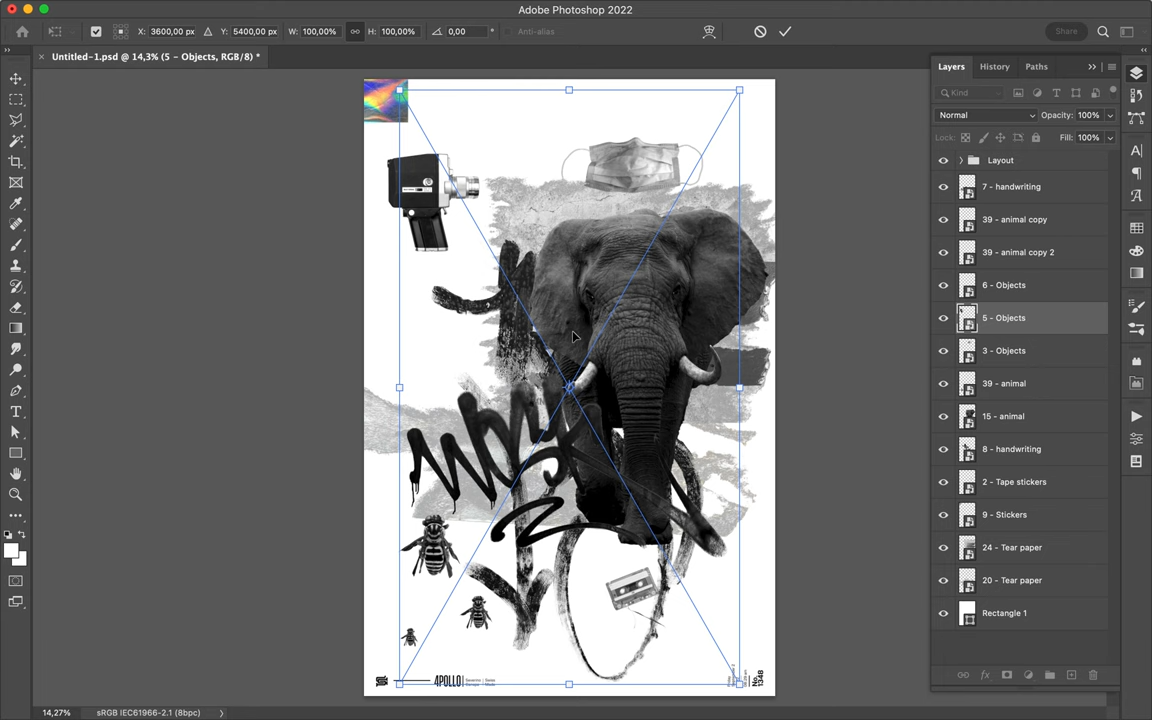 Adobe Photoshop 2022
X: 3600,00 px Y: 5400,00 px W: 100,00% H: 100,00% 0,00 ° Anti-alias Share
Untitled-1.psd @ 14,3% (5 - Objects, RGB/8) *
Layers History Paths
Kind
Normal Opacity: 100%
Lock: Fill: 100%
Layout
7 - handwriting
39 - animal copy
39 - animal copy 2
6 - Objects
5 - Objects
3 - Objects
39 - animal
15 - animal
8 - handwriting
2 - Tape stickers
9 - Stickers
24 - Tear paper
20 - Tear paper
Rectangle 1
4POLLO
No.
1348
14,27% sRGB IEC61966-2.1 (8bpc)